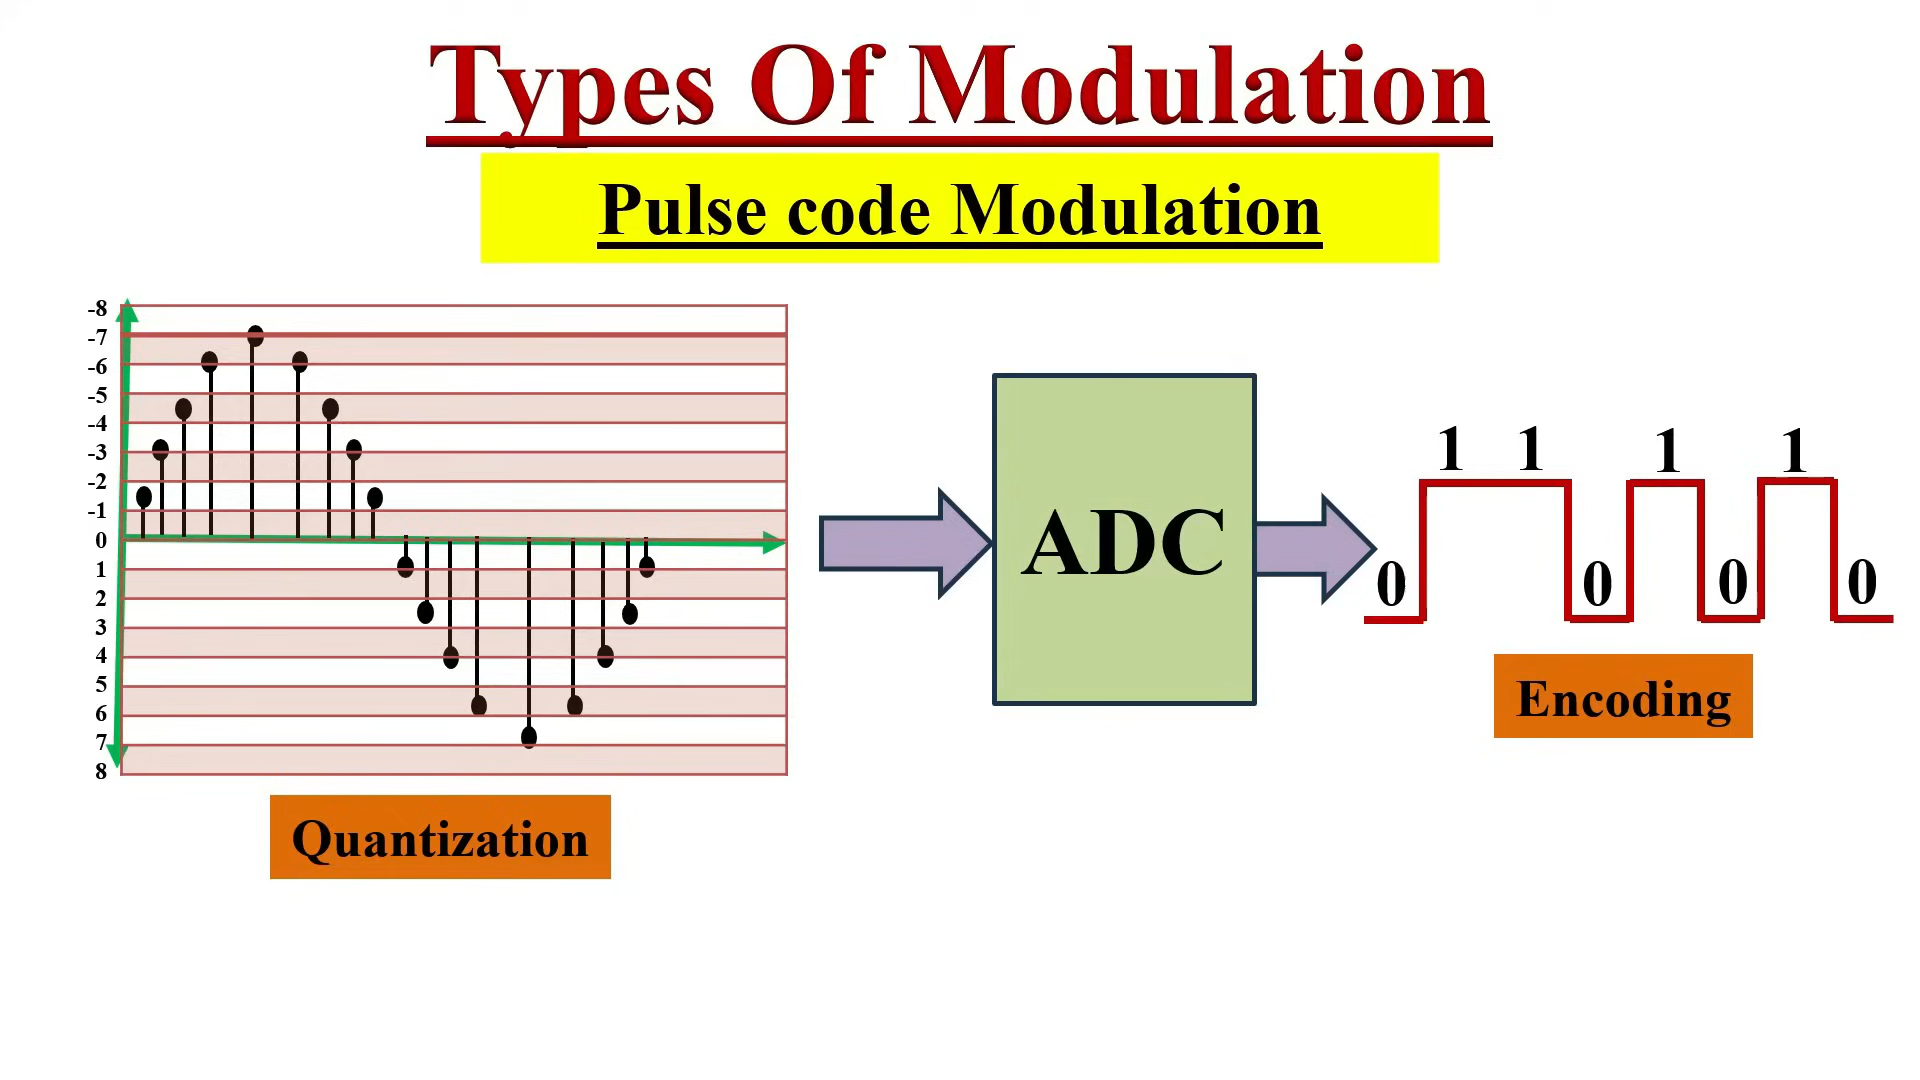 Types Of Modulation
Pulse code Modulation
-8
-7
-6
-5
-4
-3
-2
-1
0
1
2
3
4
5
6
7
8
Quantization
ADC
1 1 1 1
0 0 0 0
Encoding